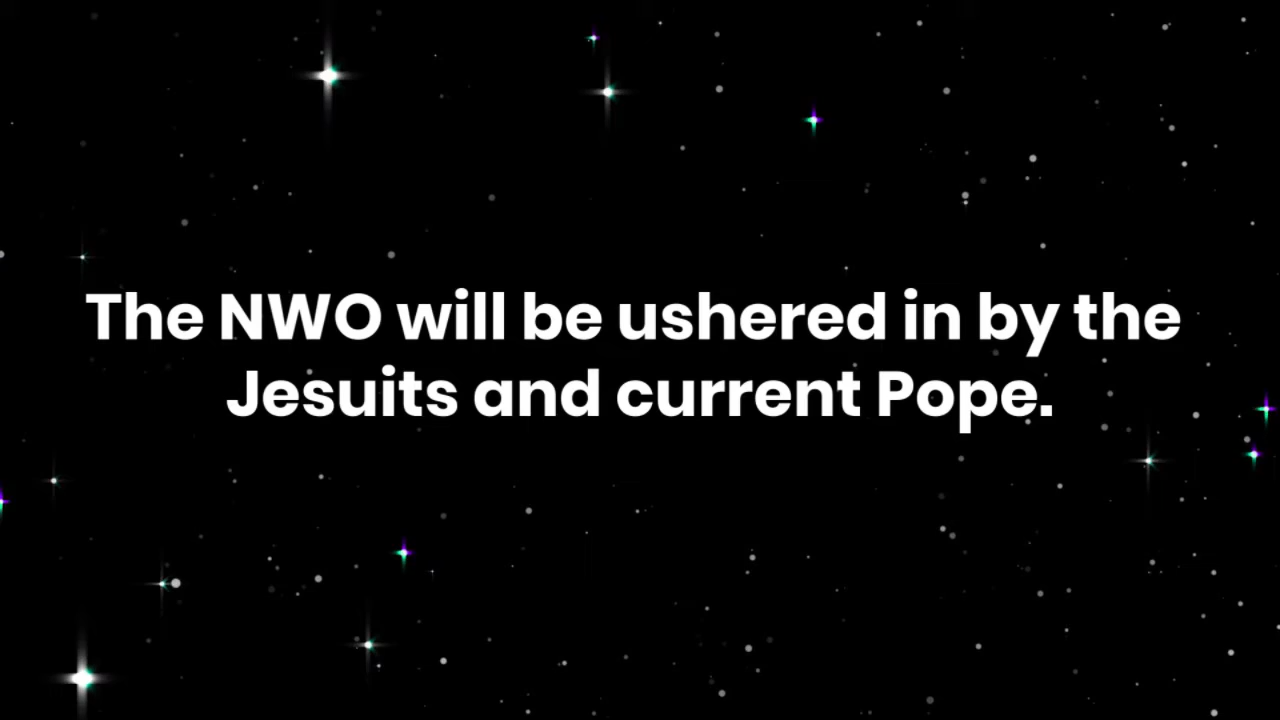 The NWO will be ushered in by the
Jesuits and current Pope.